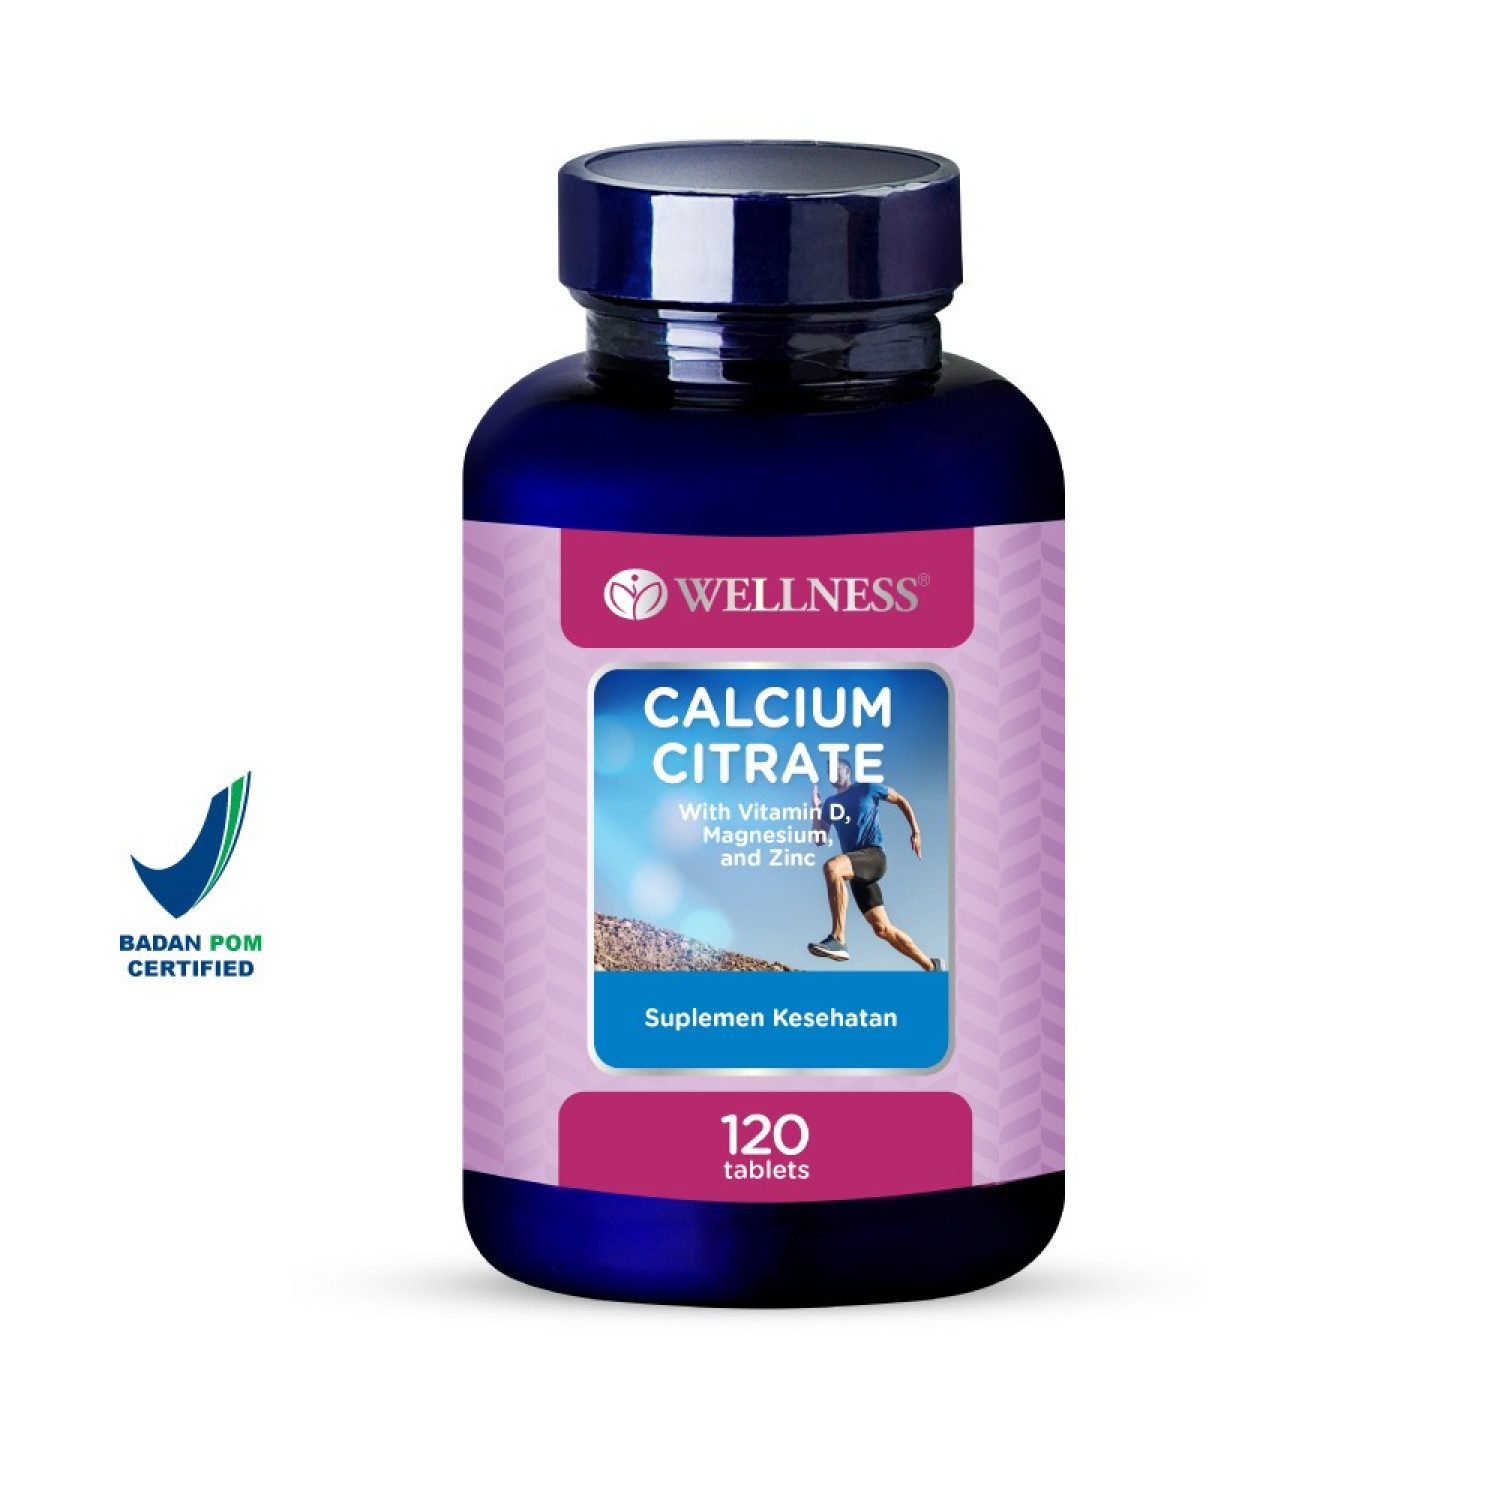 WELLNESS®
CALCIUM
CITRATE
With Vitamin D,
Magnesium,
and Zinc
Suplemen Kesehatan
120
tablets
BADAN POM
CERTIFIED